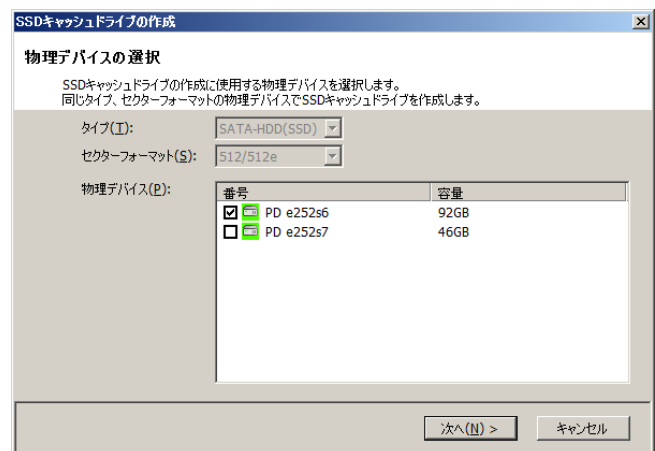 SSDキャッシュドライブの作成
物理デバイスの選択
SSDキャッシュドライブの作成に使用する物理デバイスを選択します。
同じタイプ、セクターフォーマットの物理デバイスでSSDキャッシュドライブを作成します。
タイプ(T): SATA-HDD(SSD)
セクターフォーマット(S): 512/512e
物理デバイス(P):
番号 容量
PD e252s6 92GB
PD e252s7 46GB
次へ(N) > キャンセル